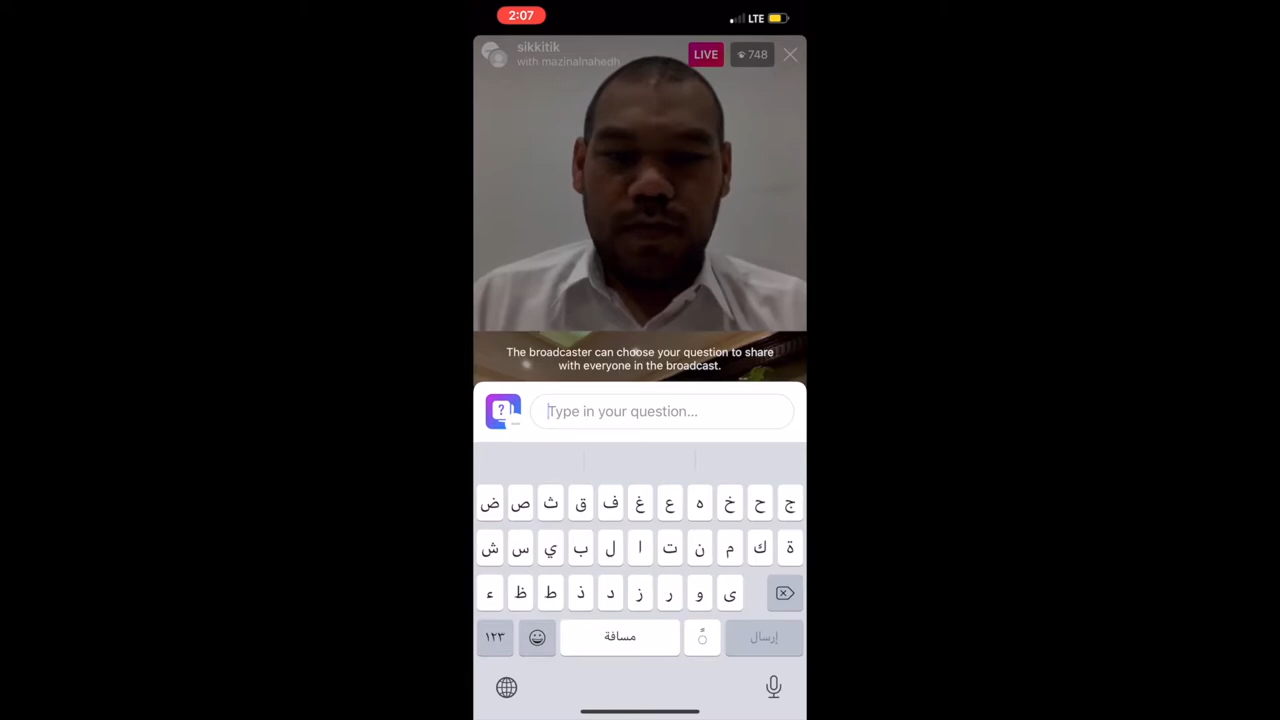 2:07
LTE
sikkitik
with mazinalnahedh
LIVE
748
The broadcaster can choose your question to share
with everyone in the broadcast.
?
Type in your question...
ض ص ث ق ف غ ع ه خ ح ج
ش س ي ب ل ا ت ن م ك ة
ء ظ ط ذ د ز ر و ى
١٢٣
مسافة
إرسال